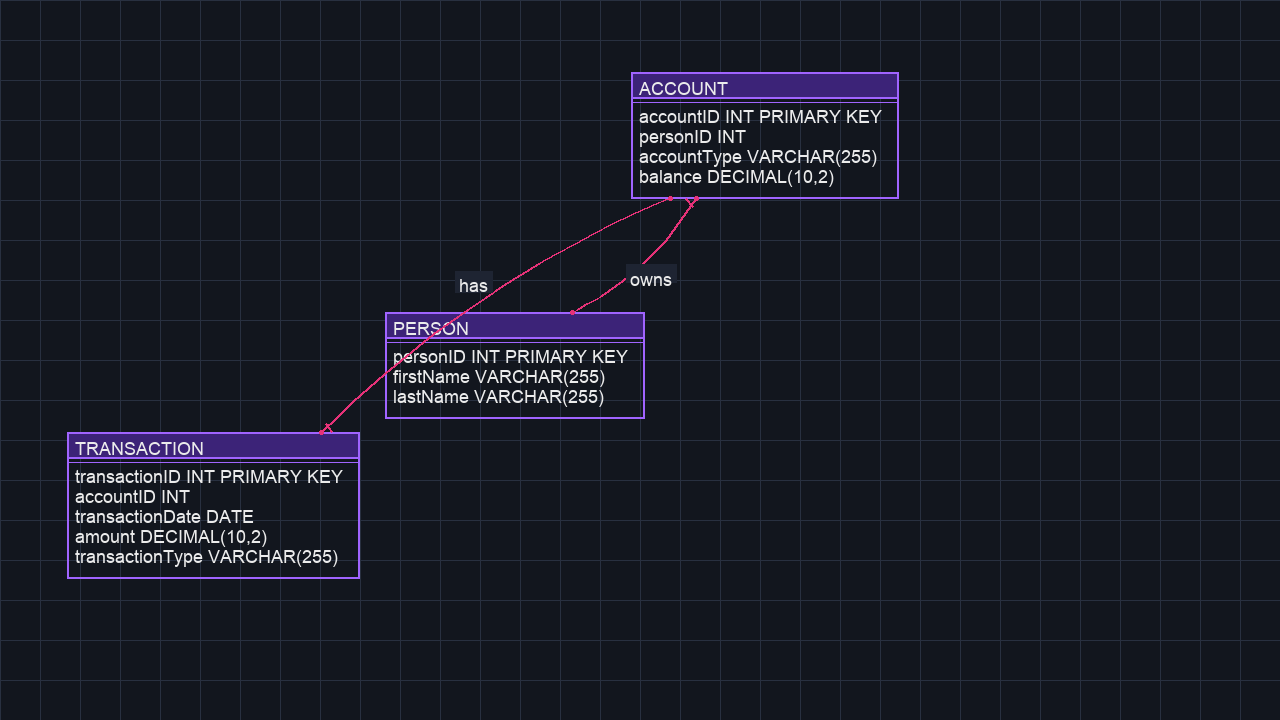 ACCOUNT
accountID INT PRIMARY KEY
personID INT
accountType VARCHAR(255)
balance DECIMAL(10,2)
has
owns
PERSON
personID INT PRIMARY KEY
firstName VARCHAR(255)
lastName VARCHAR(255)
TRANSACTION
transactionID INT PRIMARY KEY
accountID INT
transactionDate DATE
amount DECIMAL(10,2)
transactionType VARCHAR(255)